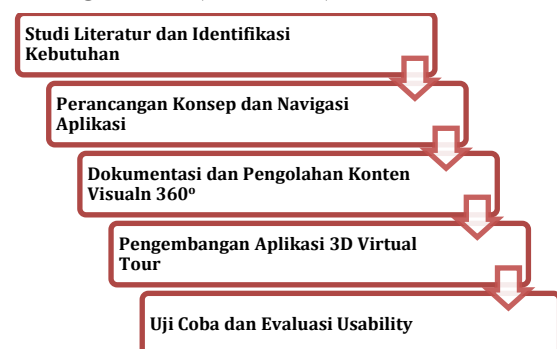 Studi Literatur dan Identifikasi
Kebutuhan
Perancangan Konsep dan Navigasi
Aplikasi
Dokumentasi dan Pengolahan Konten
Visualn 360º
Pengembangan Aplikasi 3D Virtual
Tour
Uji Coba dan Evaluasi Usability